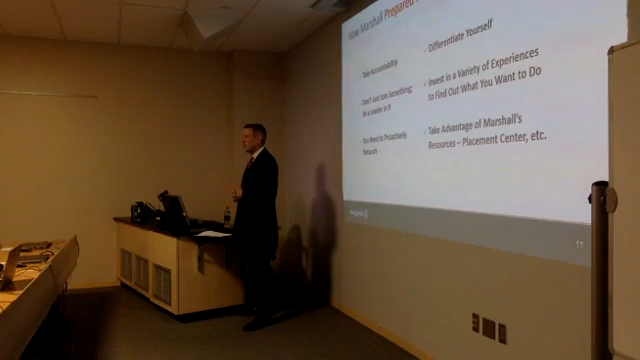 How Marshall Prepared
Take Accountability
Don't Just Join Something;
Be a Leader in It
You Need to Proactively
Network
✓ Differentiate Yourself
✓ Invest in a Variety of Experiences
to Find Out What You Want to Do
✓ Take Advantage of Marshall's
Resources – Placement Center, etc.
11